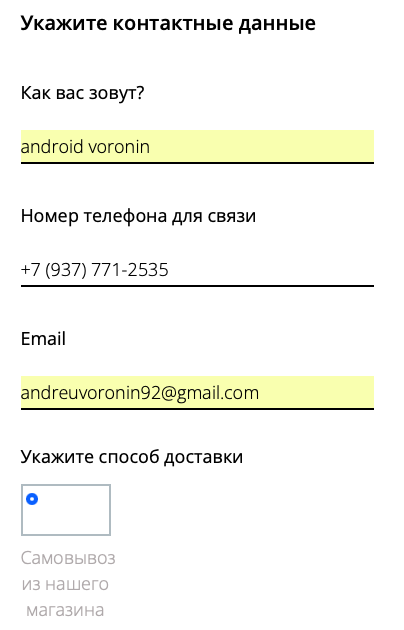 Укажите контактные данные
Как вас зовут?
android voronin
Номер телефона для связи
+7 (937) 771-2535
Email
andreuvoronin92@gmail.com
Укажите способ доставки
Самовывоз
из нашего
магазина